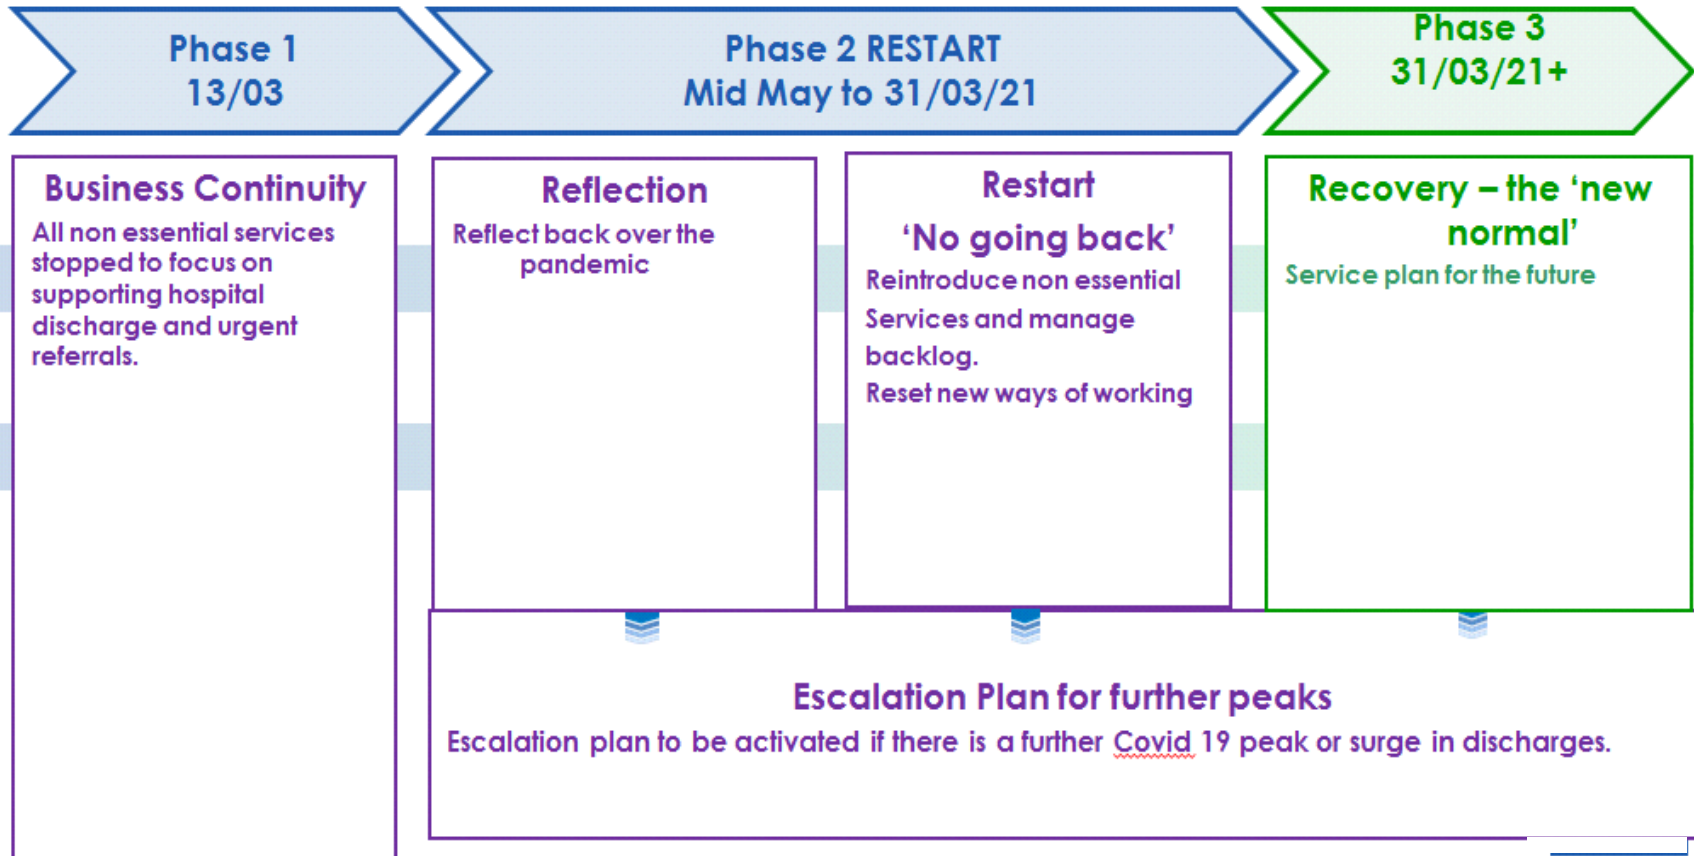 Phase 1
13/03
Phase 2 RESTART
Mid May to 31/03/21
Phase 3
31/03/21+
Business Continuity
All non essential services
stopped to focus on
supporting hospital
discharge and urgent
referrals.
Reflection
Reflect back over the
pandemic
Restart
‘No going back’
Reintroduce non essential
Services and manage
backlog.
Reset new ways of working
Recovery – the ‘new
normal’
Service plan for the future
Escalation Plan for further peaks
Escalation plan to be activated if there is a further Covid 19 peak or surge in discharges.